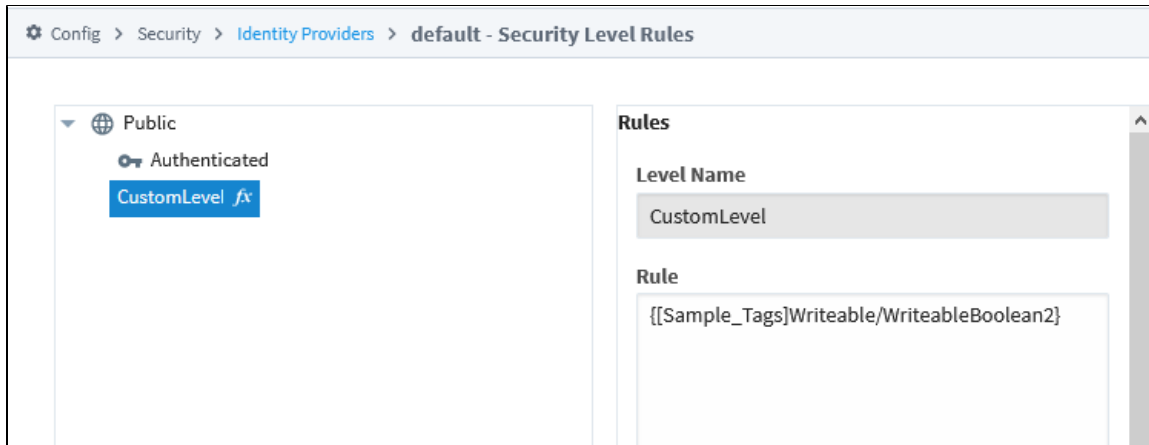 Config > Security > Identity Providers > default - Security Level Rules
Public
Authenticated
CustomLevel fx
Rules
Level Name
CustomLevel
Rule
{[Sample_Tags]Writeable/WriteableBoolean2}